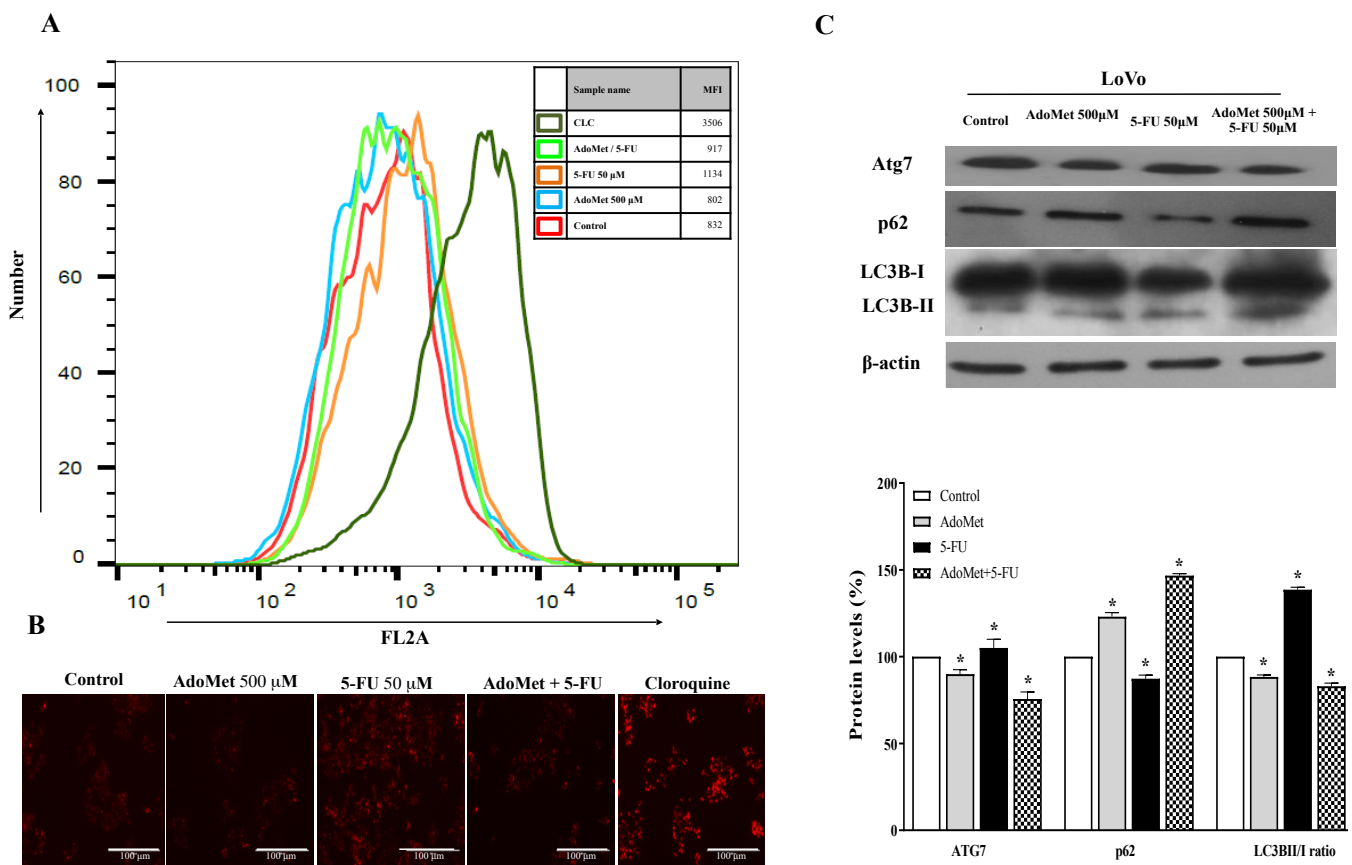 A
Number
100
80
60
40
20
0
Sample name MFI
CLC 3506
AdoMet / 5-FU 917
5-FU 50 µM 1134
AdoMet 500 µM 802
Control 832
10 1 10 2 10 3 10 4 10 5
FL2A
B
Control AdoMet 500 µM 5-FU 50 µM AdoMet + 5-FU Cloroquine
100 µm 100 µm 100 µm 100 µm 100 µm
C
LoVo
Control AdoMet 500µM 5-FU 50µM AdoMet 500µM +
5-FU 50µM
Atg7
p62
LC3B-I
LC3B-II
β-actin
Protein levels (%)
200
150
100
50
0
Control
AdoMet
5-FU
AdoMet+5-FU
* * * * * * * * *
ATG7 p62 LC3BII/I ratio